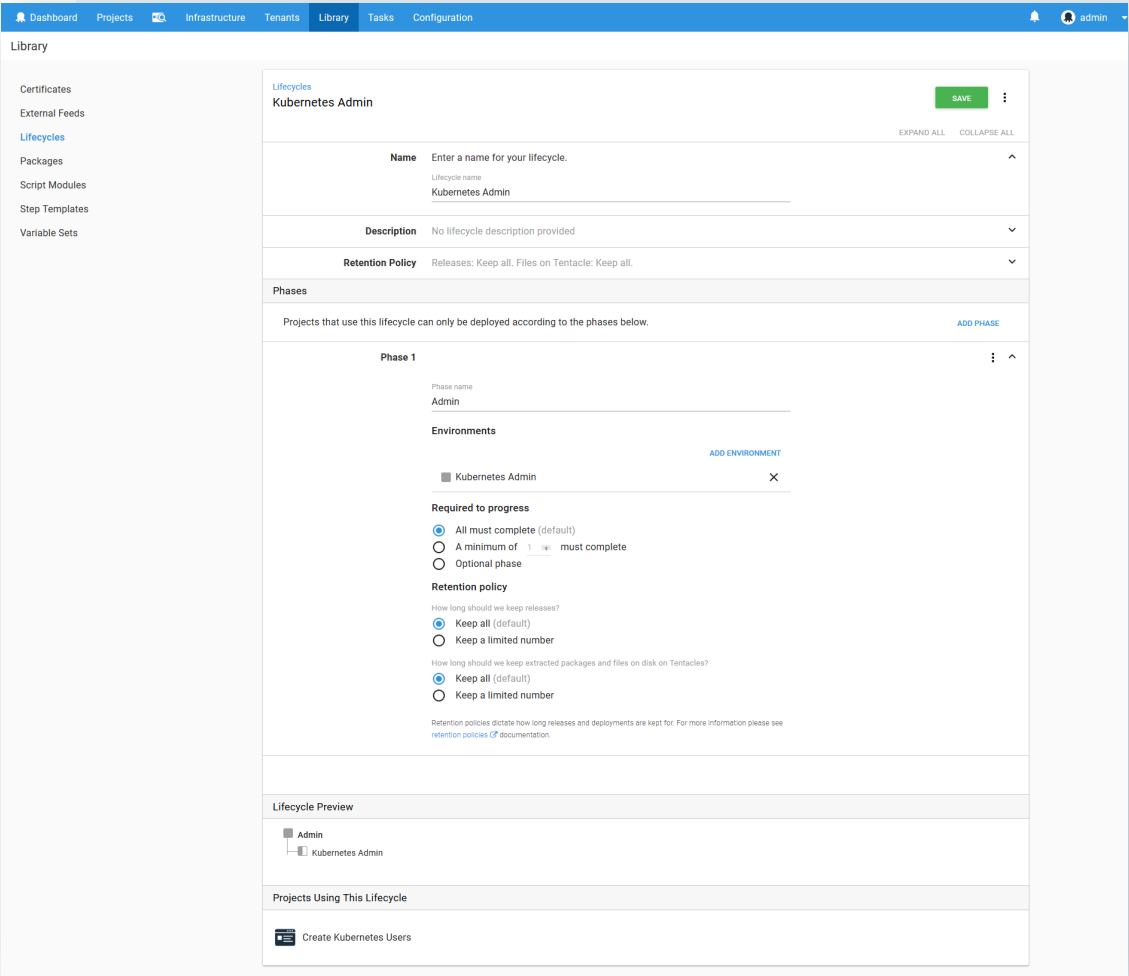 Dashboard Projects Infrastructure Tenants Library Tasks Configuration admin
Library
Certificates
External Feeds
Lifecycles
Packages
Script Modules
Step Templates
Variable Sets
Lifecycles
Kubernetes Admin
SAVE
EXPAND ALL COLLAPSE ALL
Name Enter a name for your lifecycle.
Lifecycle name
Kubernetes Admin
Description No lifecycle description provided
Retention Policy Releases: Keep all. Files on Tentacle: Keep all.
Phases
Projects that use this lifecycle can only be deployed according to the phases below. ADD PHASE
Phase 1
Phase name
Admin
Environments
ADD ENVIRONMENT
Kubernetes Admin
Required to progress
All must complete (default)
A minimum of 1 must complete
Optional phase
Retention policy
How long should we keep releases?
Keep all (default)
Keep a limited number
How long should we keep extracted packages and files on disk on Tentacles?
Keep all (default)
Keep a limited number
Retention policies dictate how long releases and deployments are kept for. For more information please see
retention policies documentation.
Lifecycle Preview
Admin
Kubernetes Admin
Projects Using This Lifecycle
Create Kubernetes Users